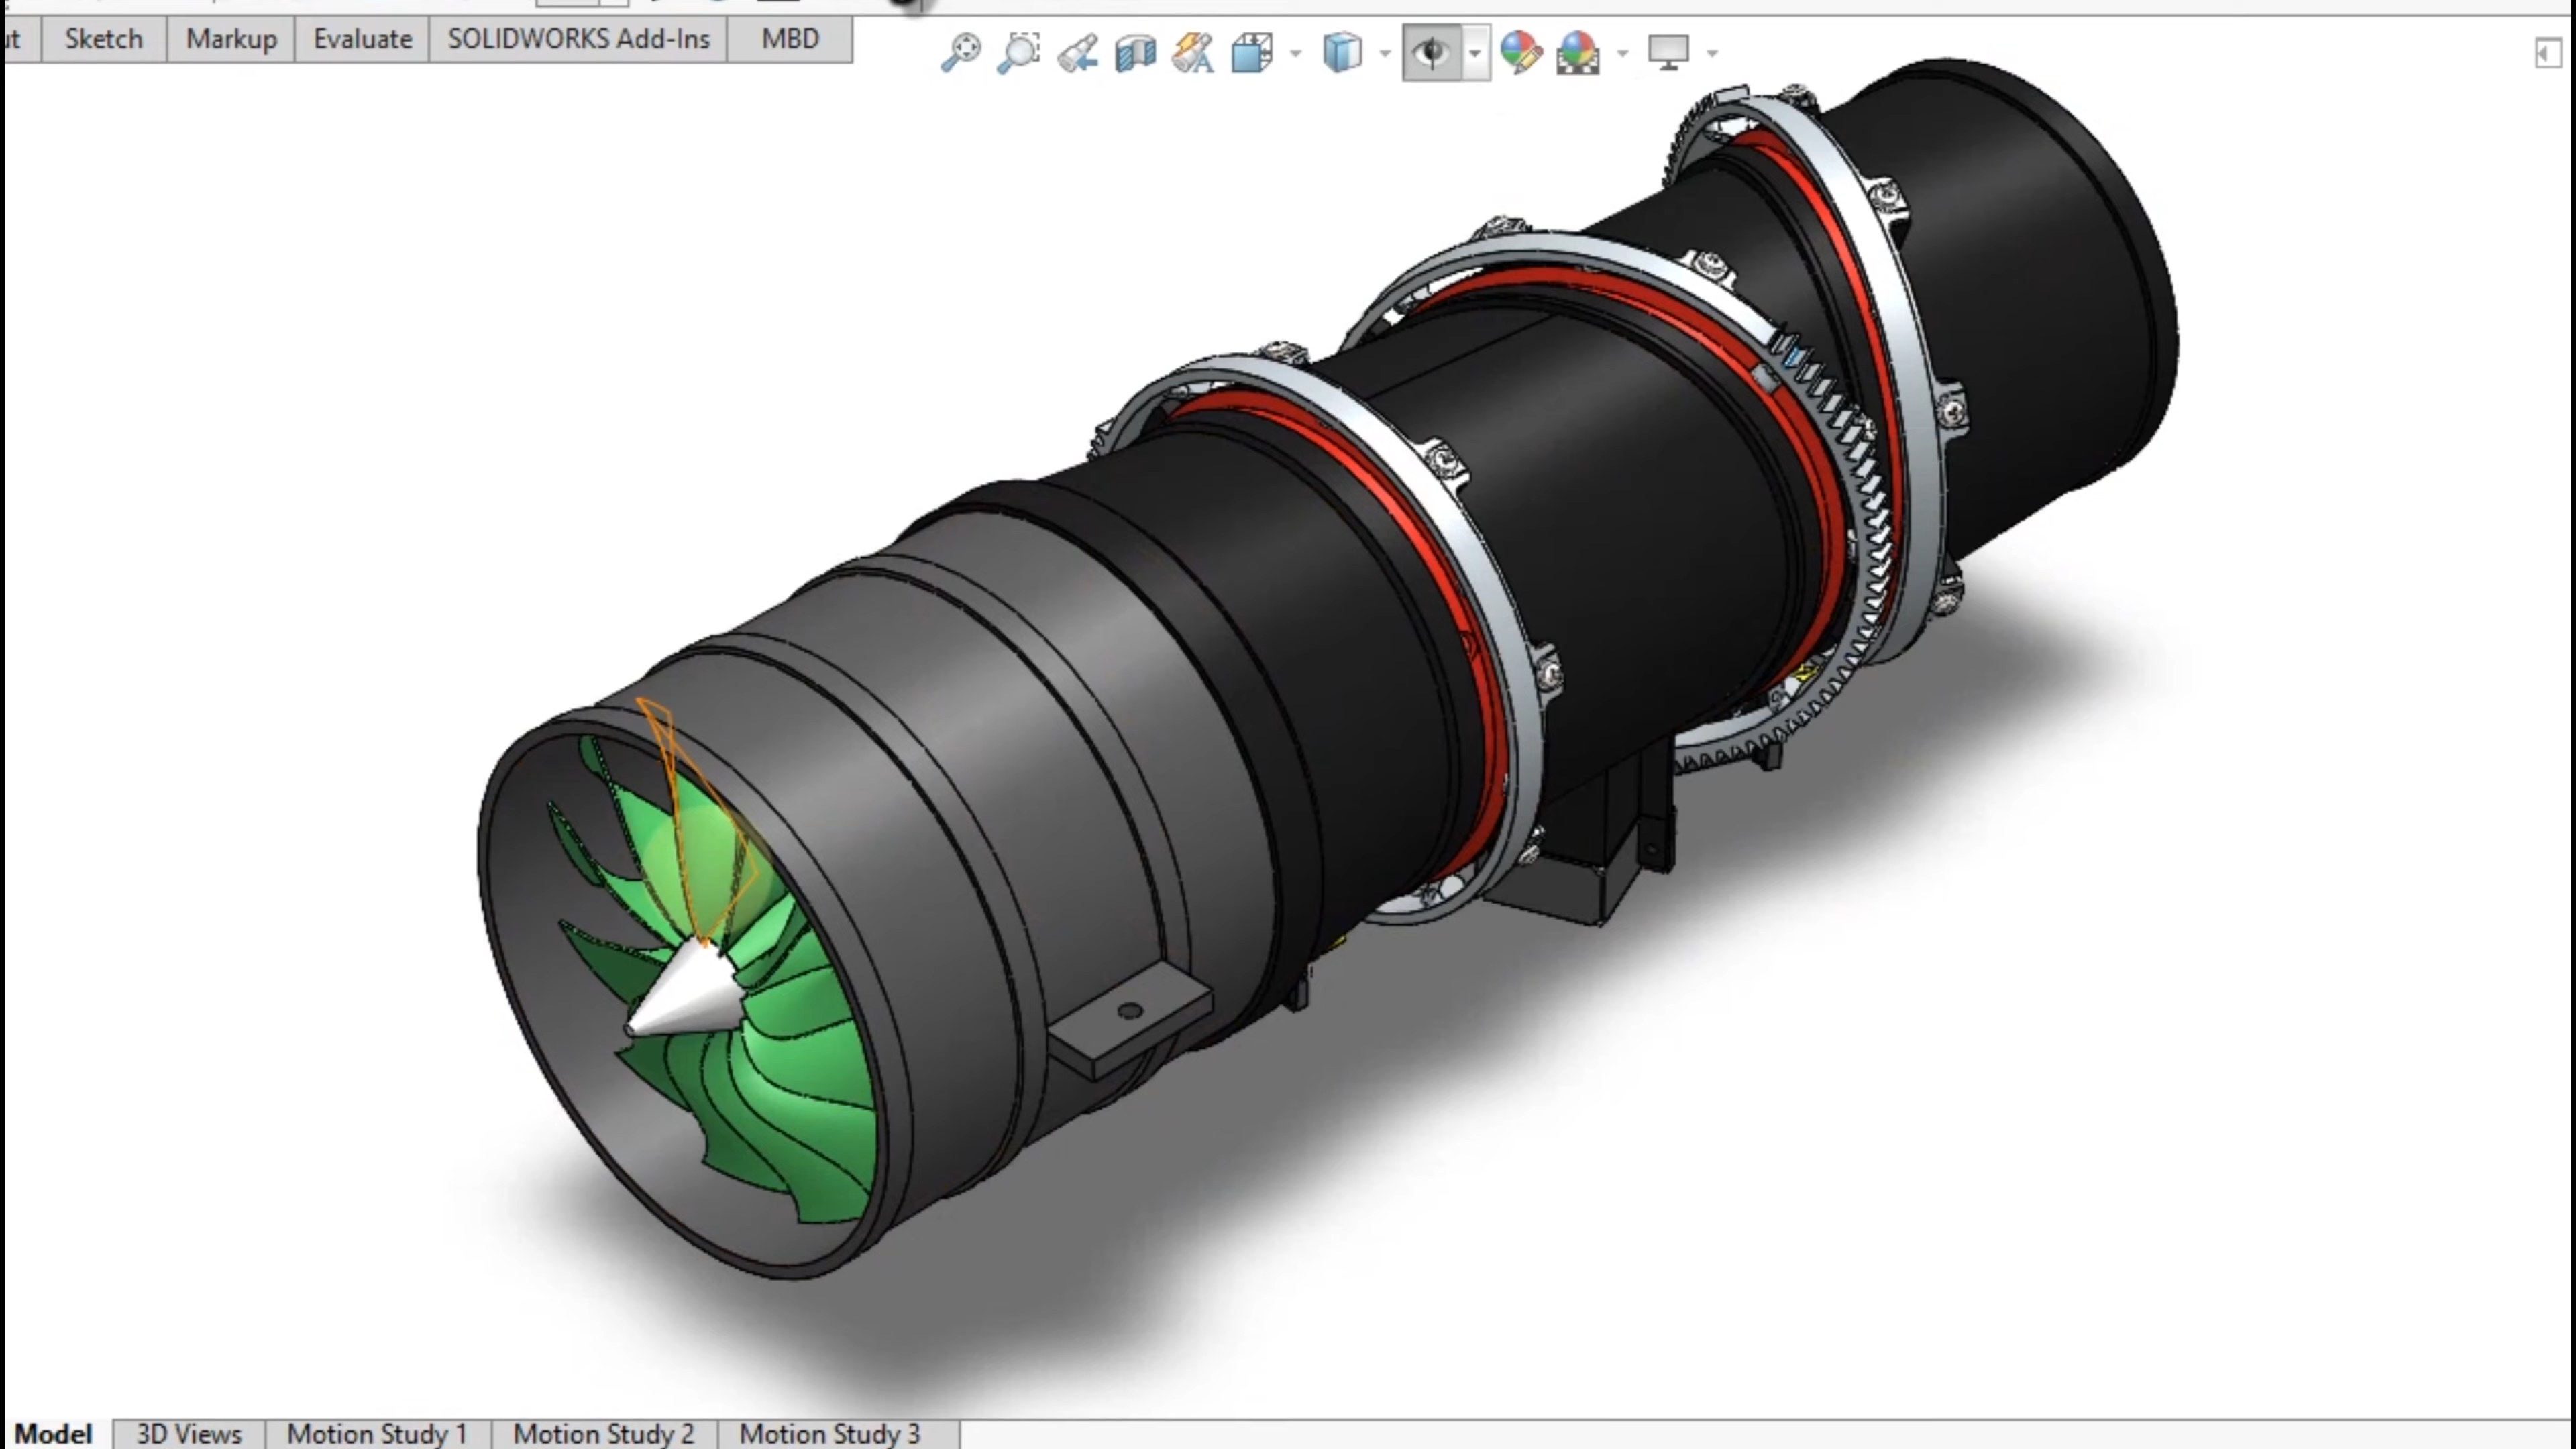 ut Sketch Markup Evaluate SOLIDWORKS Add-Ins MBD
Model 3D Views Motion Study 1 Motion Study 2 Motion Study 3